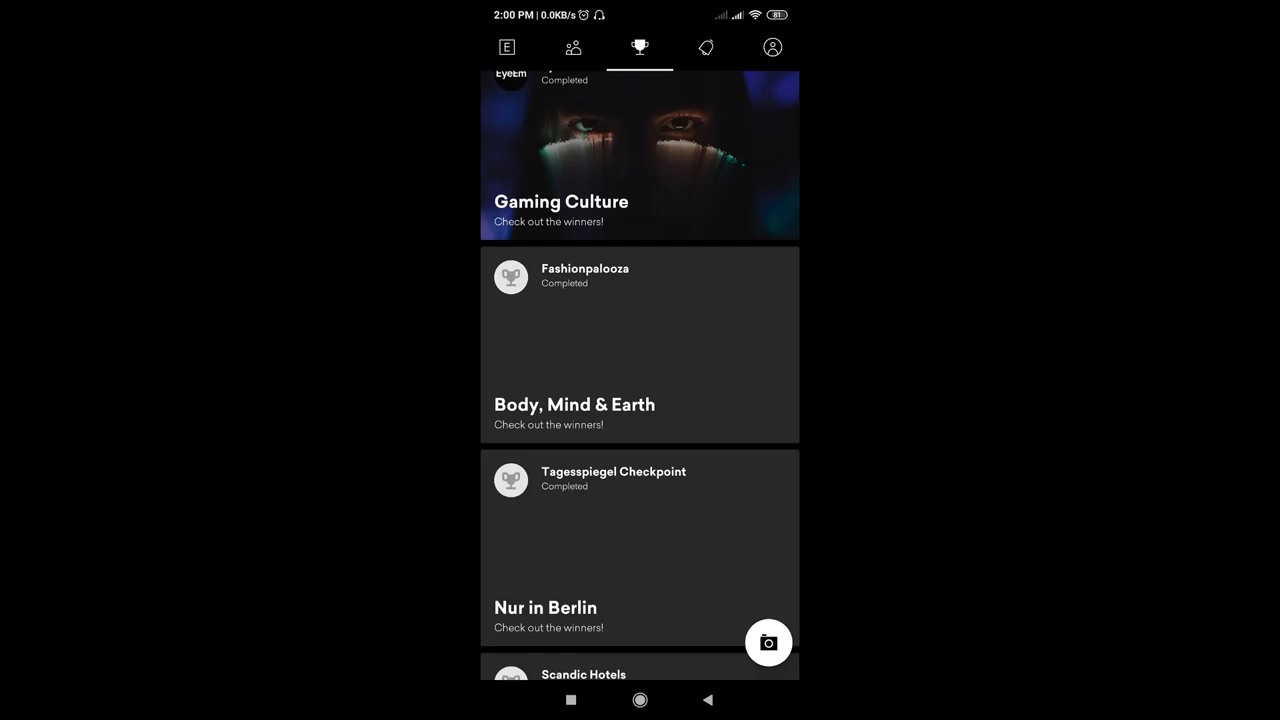 2:00 PM | 0.0KB/s 81
E
EyeEm
Completed
Gaming Culture
Check out the winners!
Fashionpalooza
Completed
Body, Mind & Earth
Check out the winners!
Tagesspiegel Checkpoint
Completed
Nur in Berlin
Check out the winners!
Scandic Hotels